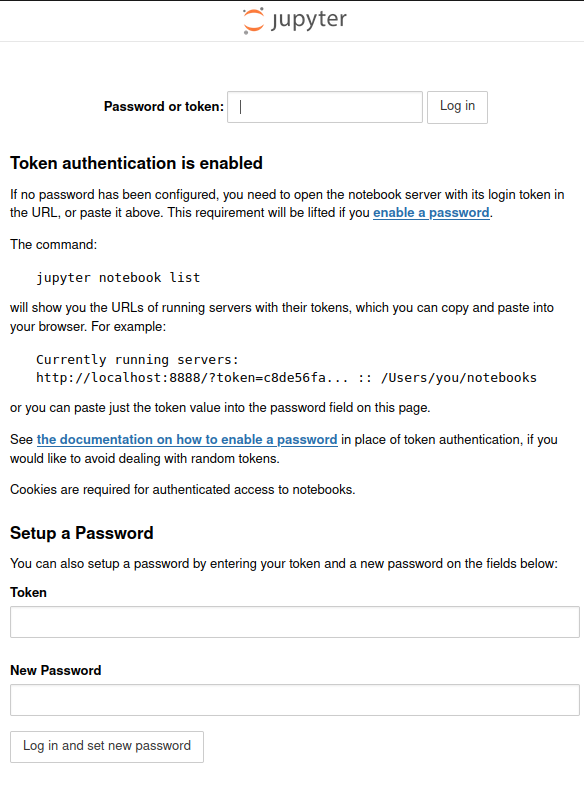 jupyter
Password or token:
Log in
Token authentication is enabled
If no password has been configured, you need to open the notebook server with its login token in
the URL, or paste it above. This requirement will be lifted if you enable a password.
The command:
jupyter notebook list
will show you the URLs of running servers with their tokens, which you can copy and paste into
your browser. For example:
Currently running servers:
http://localhost:8888/?token=c8de56fa... :: /Users/you/notebooks
or you can paste just the token value into the password field on this page.
See the documentation on how to enable a password in place of token authentication, if you
would like to avoid dealing with random tokens.
Cookies are required for authenticated access to notebooks.
Setup a Password
You can also setup a password by entering your token and a new password on the fields below:
Token
New Password
Log in and set new password